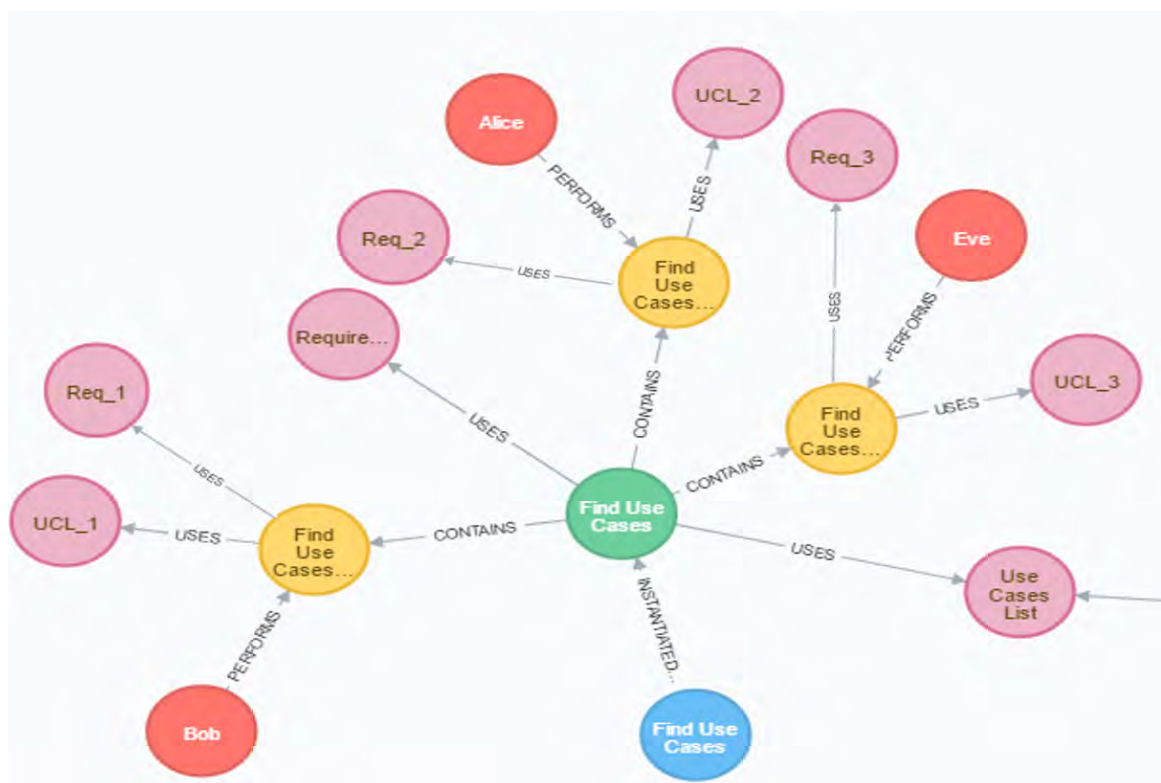 UCL_2
Alice
Req_3
PERFORMS
USES
Req_2
Eve
USES
Find
Use
Cases...
USES
PERFORMS
Require...
Req_1
UCL_3
CONTAINS
USES
USES
Find
Use
Cases...
USES
CONTAINS
UCL_1
USES
Find
Use
Cases...
CONTAINS
Find Use
Cases
USES
Use
Cases
List
PERFORMS
INSTANTIATED...
Bob
Find Use
Cases